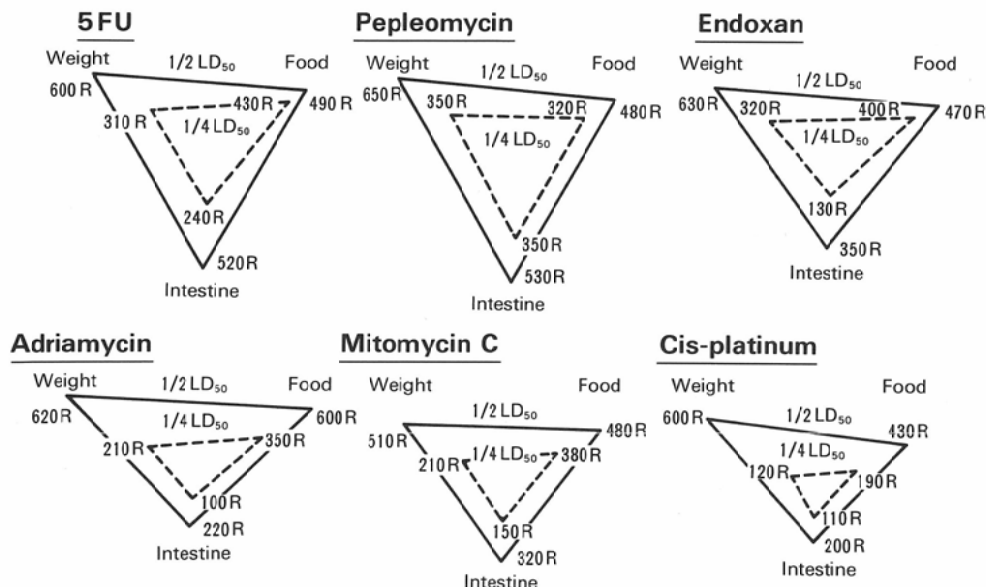 5FU
Weight 1/2 LD₅₀ Food
600R 490R
310R 430R
1/4 LD₅₀
240R
520R
Intestine
Pepleomycin
Weight 1/2 LD₅₀ Food
650R 480R
350R 320R
1/4 LD₅₀
350R
530R
Intestine
Endoxan
Weight 1/2 LD₅₀ Food
630R 470R
320R 400R
1/4 LD₅₀
130R
350R
Intestine
Adriamycin
Weight 1/2 LD₅₀ Food
620R 600R
1/4 LD₅₀
210R 350R
100R
220R
Intestine
Mitomycin C
Weight Food
1/2 LD₅₀
510R 480R
210R 1/4 LD₅₀ 380R
150R
320R
Intestine
Cis-platinum
Weight Food
600R 1/2 LD₅₀ 430R
1/4 LD₅₀
120R 190R
110R
200R
Intestine